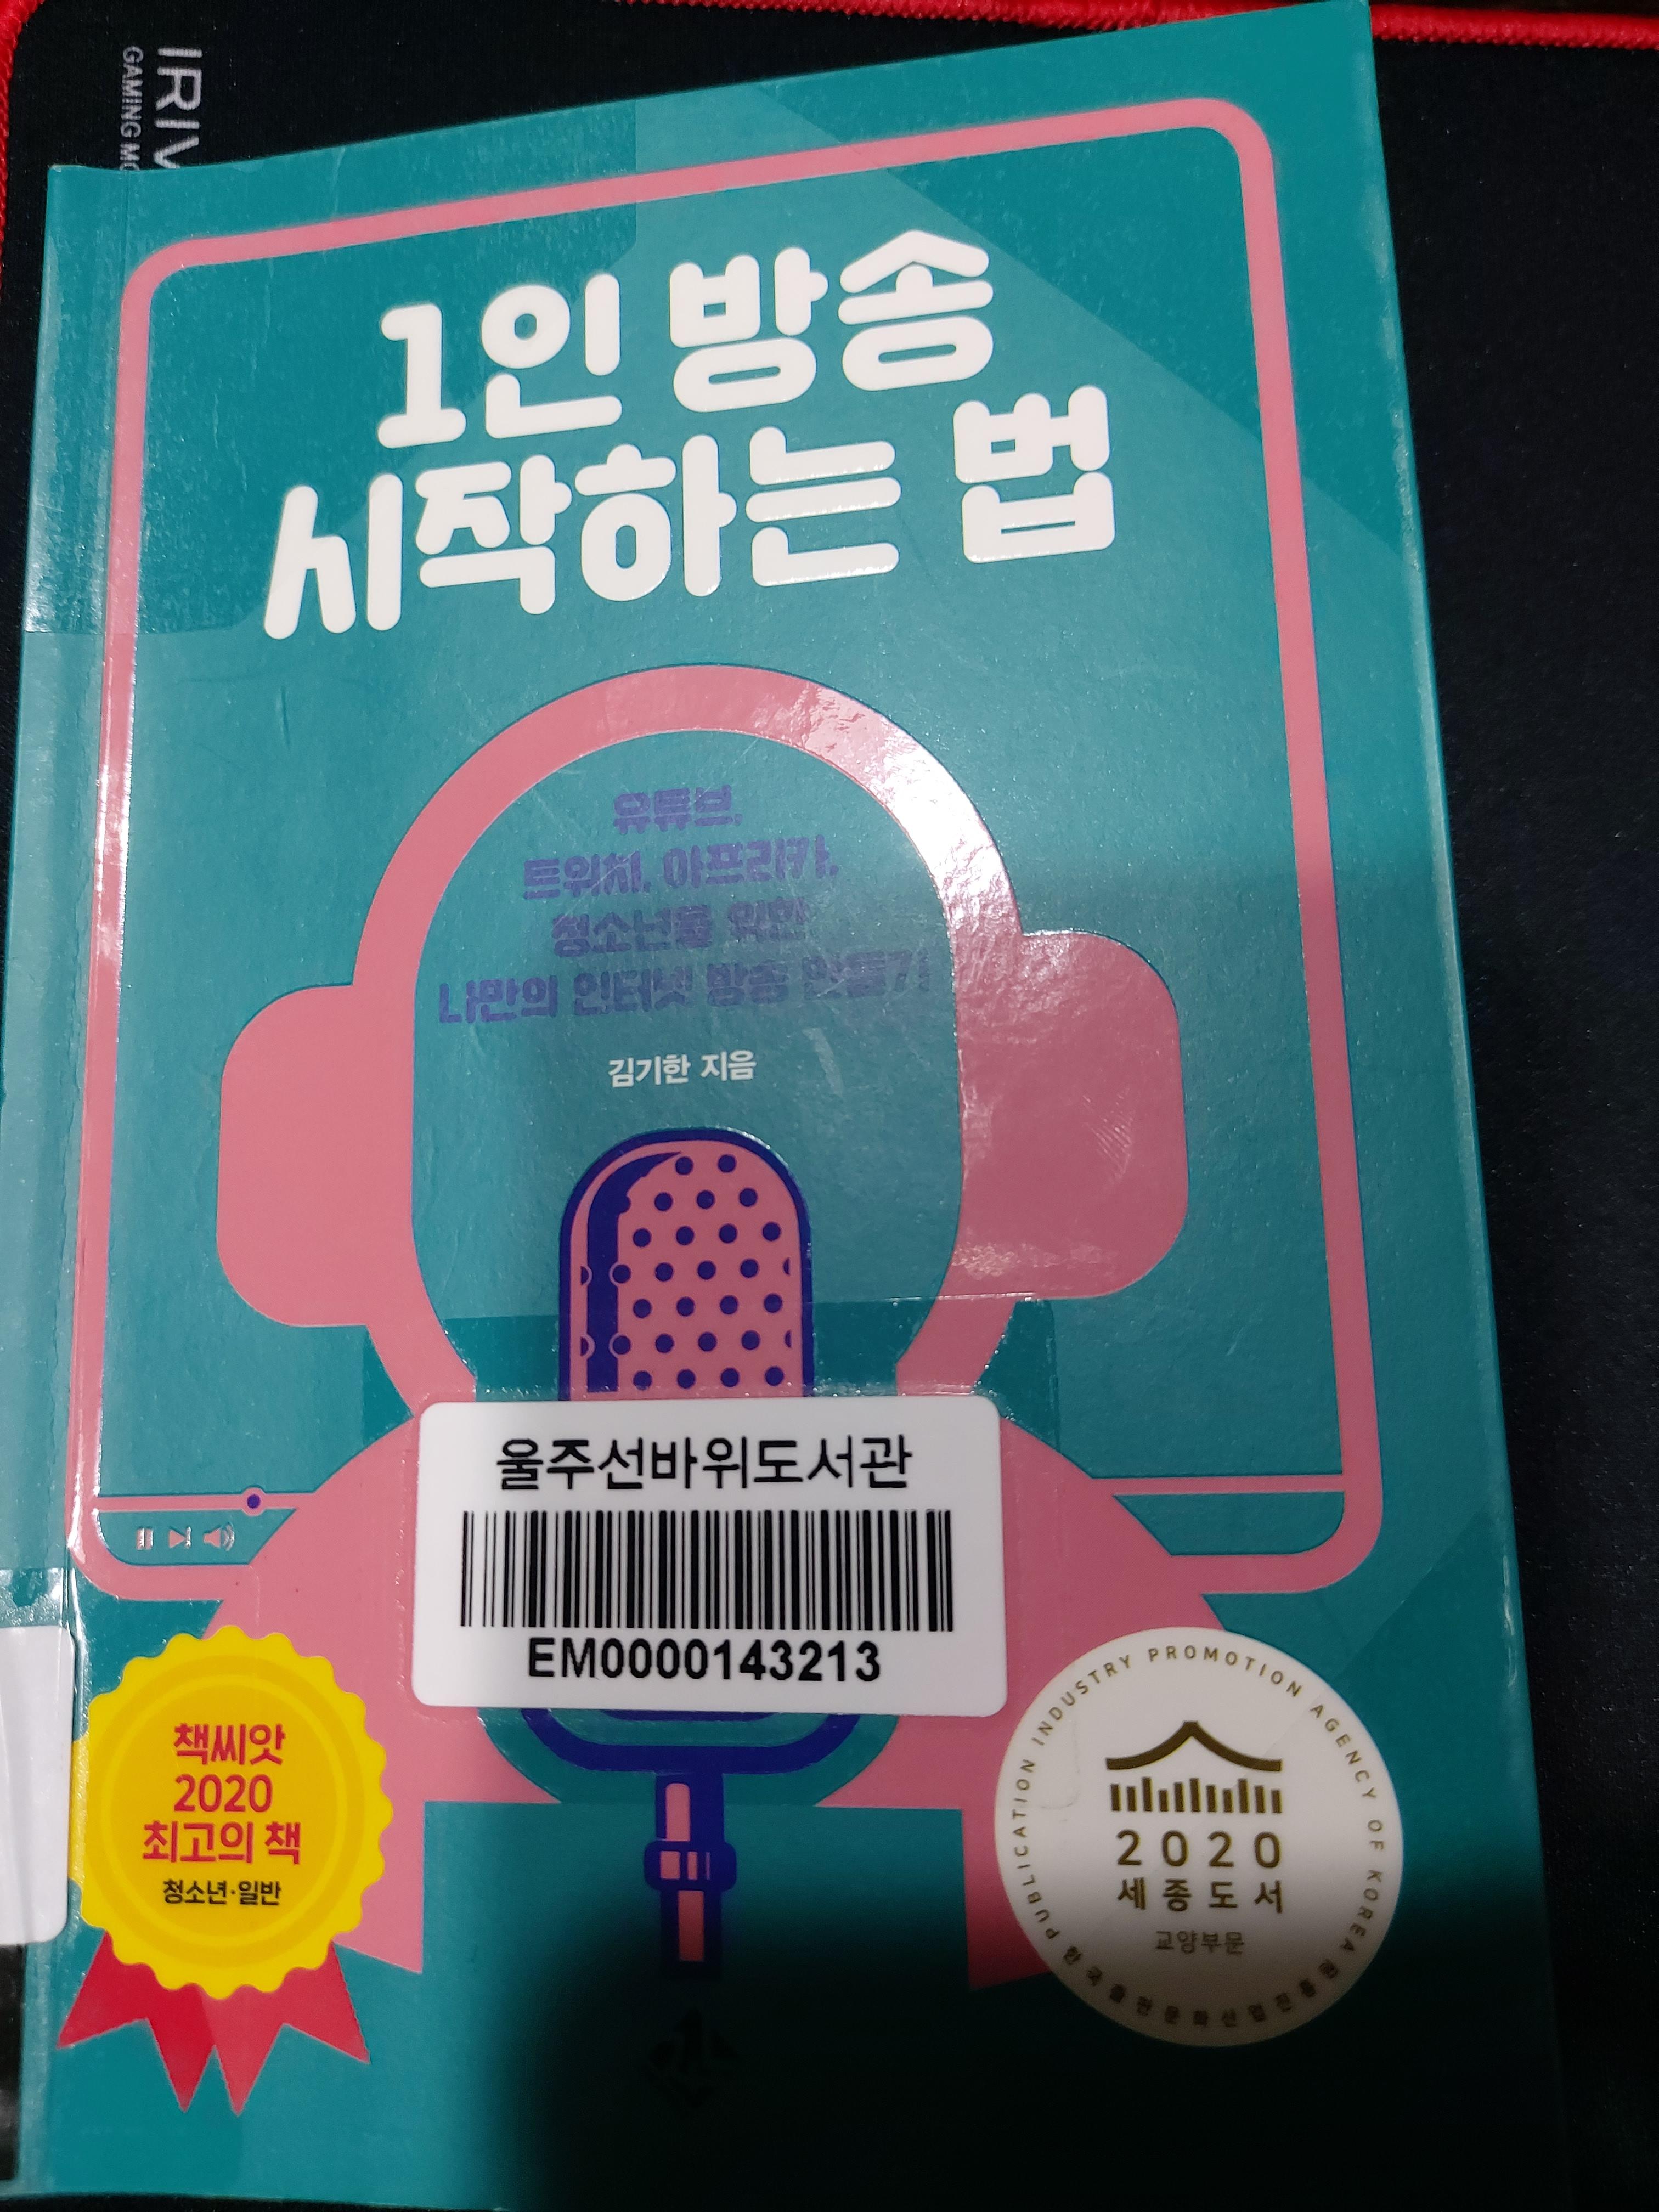 IRIV
GAMING MO
1인 방송
시작하는 법
유튜브,
트위치, 아프리카,
청소년을 위한
나만의 인터넷 방송 만들기
김기한 지음
울주선바위도서관
EM0000143213
책씨앗
2020
최고의 책
청소년·일반
PUBLICATION INDUSTRY PROMOTION AGENCY OF KOREA
2020
세종도서
교양부문
한국출판문화산업진흥원